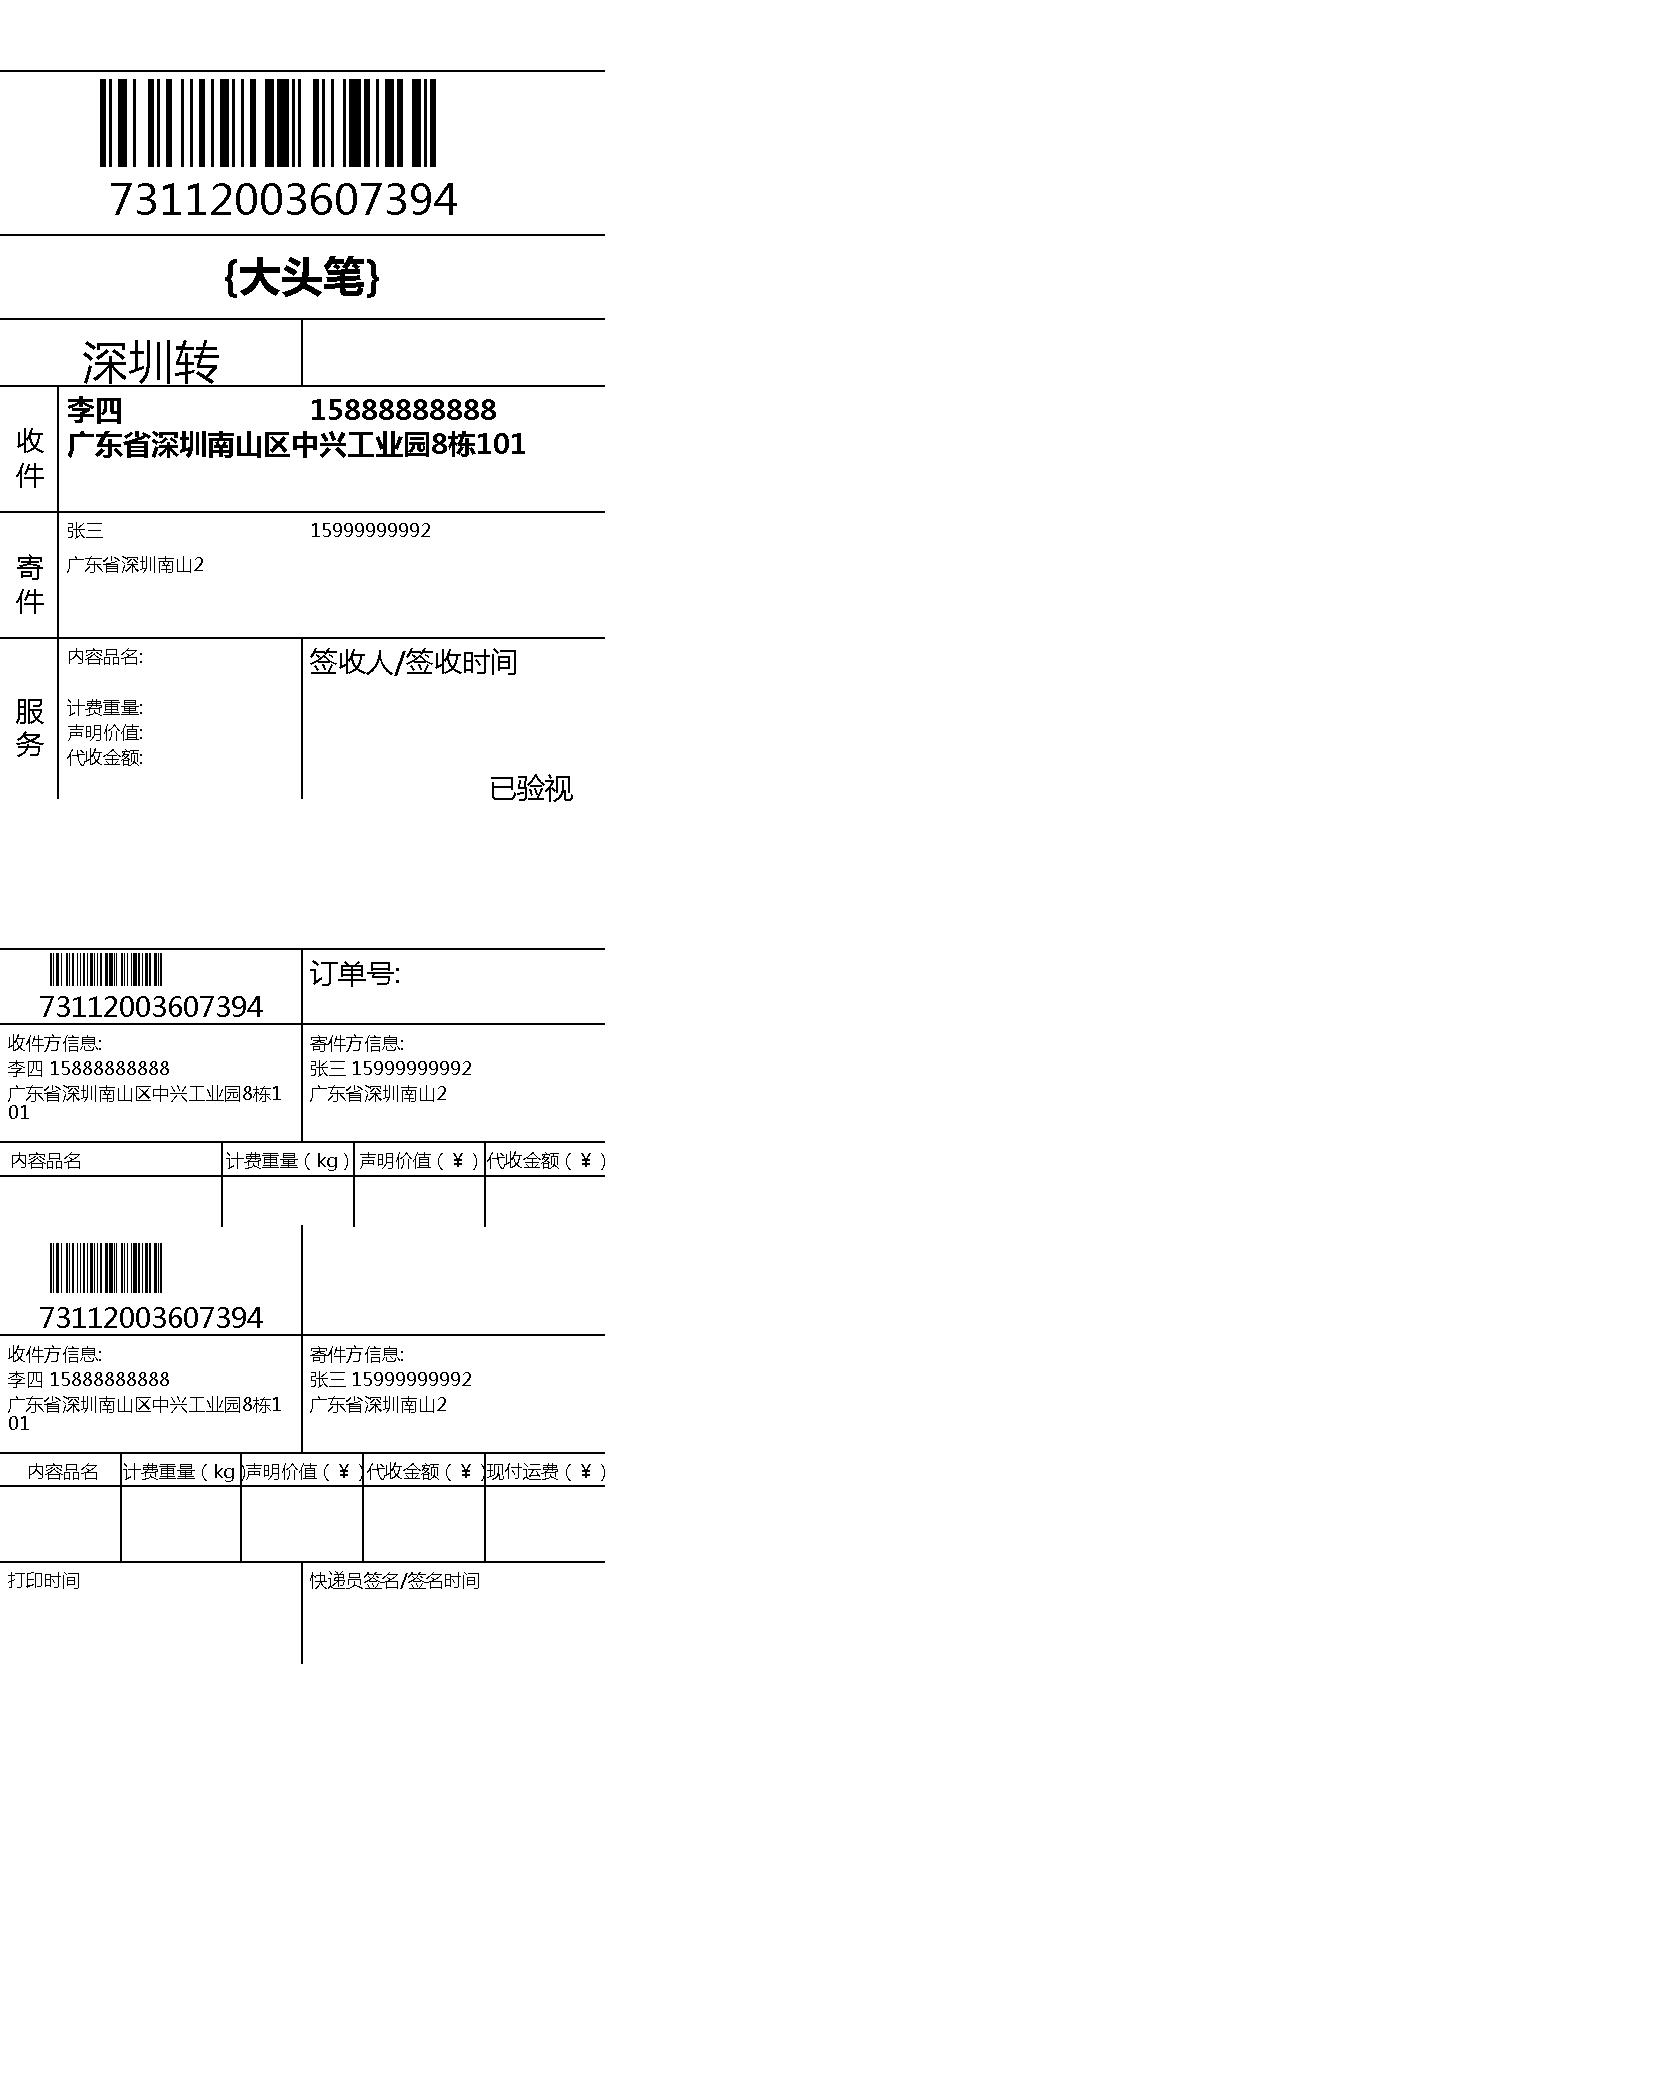 73112003607394
{大头笔}
深圳转
收件
李四 15888888888
广东省深圳南山区中兴工业园8栋101
寄件
张三 15999999992
广东省深圳南山2
服务
内容品名:
计费重量:
声明价值:
代收金额:
签收人/签收时间
已验视
73112003607394
订单号:
收件方信息:
李四 15888888888
广东省深圳南山区中兴工业园8栋1
01
寄件方信息:
张三 15999999992
广东省深圳南山2
内容品名 计费重量（kg） 声明价值（¥） 代收金额（¥）
73112003607394
收件方信息:
李四 15888888888
广东省深圳南山区中兴工业园8栋1
01
寄件方信息:
张三 15999999992
广东省深圳南山2
内容品名 计费重量（kg） 声明价值（¥） 代收金额（¥） 现付运费（¥）
打印时间 快递员签名/签名时间